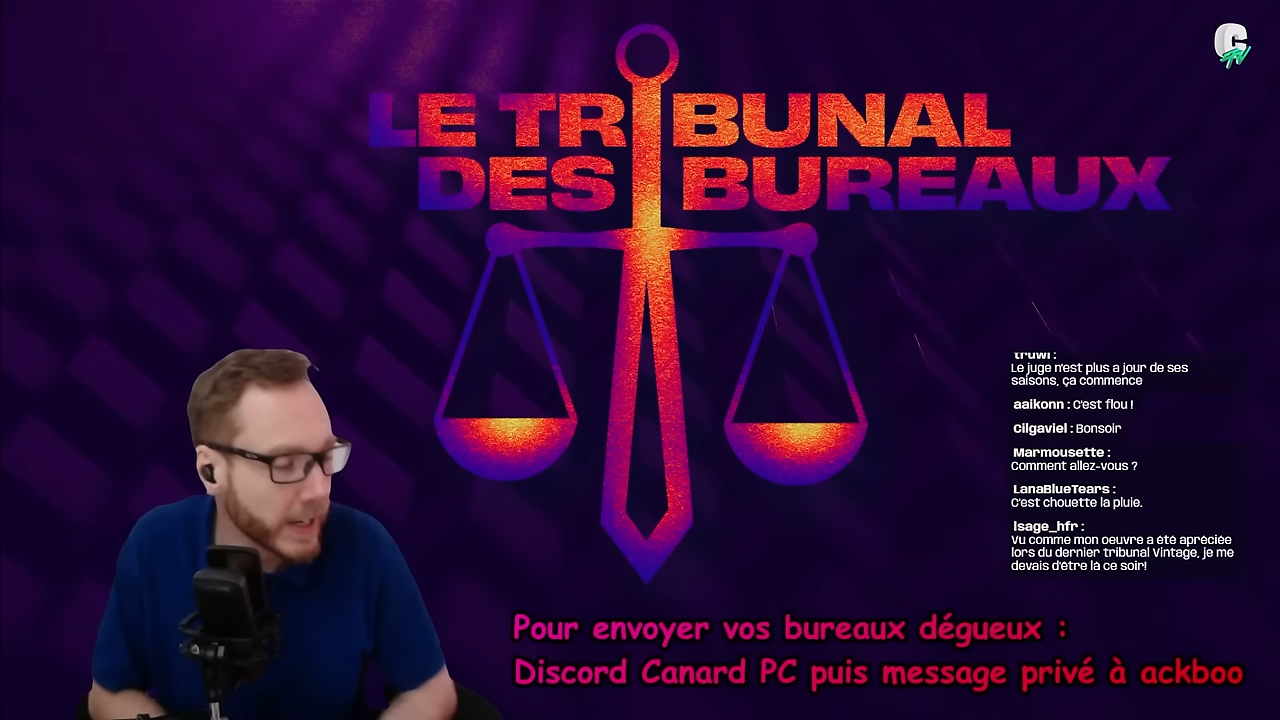 LE TRIBUNAL
DES BUREAUX
C
TV
truwi :
Le juge n'est plus a jour de ses
saisons, ça commence
aaikonn : C'est flou !
Cilgaviel : Bonsoir
Marmousette :
Comment allez-vous ?
LanaBlueTears :
C'est chouette la pluie.
lsage_hfr :
Vu comme mon oeuvre a été apréciée
lors du dernier tribunal Vintage, je me
devais d'être là ce soir!
Pour envoyer vos bureaux dégueux :
Discord Canard PC puis message privé à ackboo